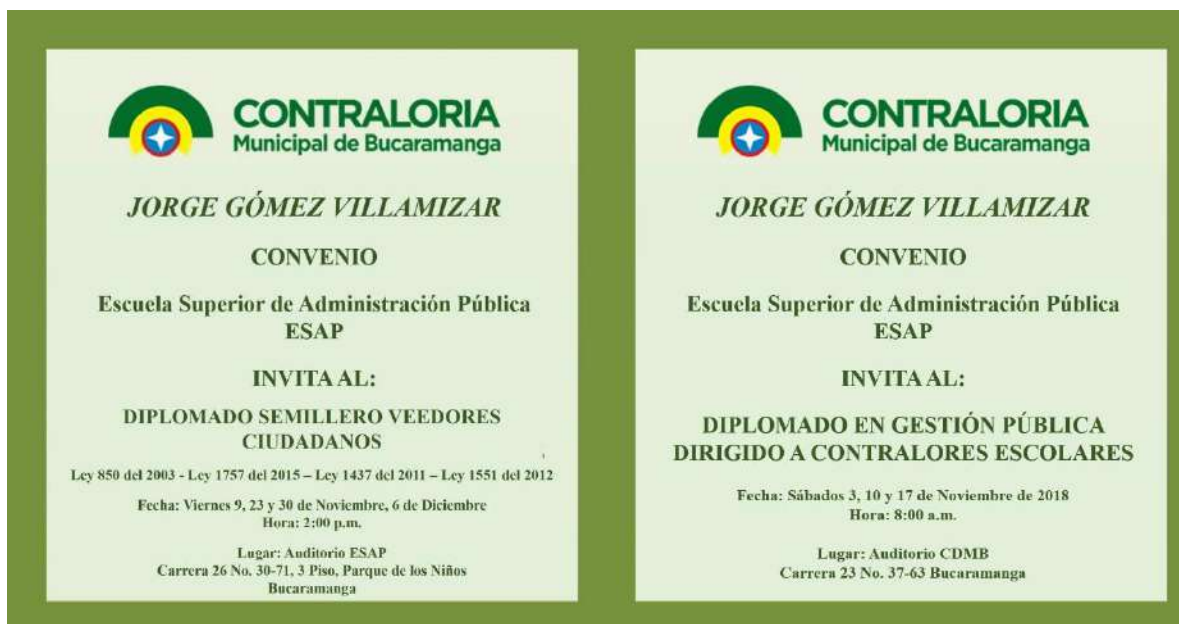 CONTRALORIA
Municipal de Bucaramanga
JORGE GÓMEZ VILLAMIZAR
CONVENIO
Escuela Superior de Administración Pública
ESAP
INVITA AL:
DIPLOMADO SEMILLERO VEEDORES
CIUDADANOS
Ley 850 del 2003 - Ley 1757 del 2015 – Ley 1437 del 2011 – Ley 1551 del 2012
Fecha: Viernes 9, 23 y 30 de Noviembre, 6 de Diciembre
Hora: 2:00 p.m.
Lugar: Auditorio ESAP
Carrera 26 No. 30-71, 3 Piso, Parque de los Niños
Bucaramanga
CONTRALORIA
Municipal de Bucaramanga
JORGE GÓMEZ VILLAMIZAR
CONVENIO
Escuela Superior de Administración Pública
ESAP
INVITA AL:
DIPLOMADO EN GESTIÓN PÚBLICA
DIRIGIDO A CONTRALORES ESCOLARES
Fecha: Sábados 3, 10 y 17 de Noviembre de 2018
Hora: 8:00 a.m.
Lugar: Auditorio CDMB
Carrera 23 No. 37-63 Bucaramanga